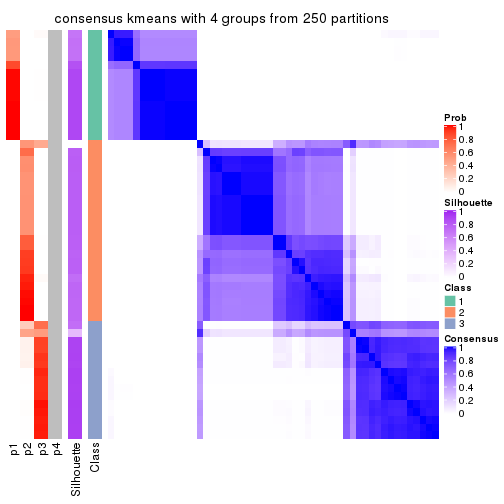 consensus kmeans with 4 groups from 250 partitions
Prob
1
0.8
0.6
0.4
0.2
0
Silhouette
1
0.8
0.6
0.4
0.2
0
Class
1
2
3
Consensus
1
0.8
0.6
0.4
0.2
0
p1
p2
p3
p4
Silhouette
Class